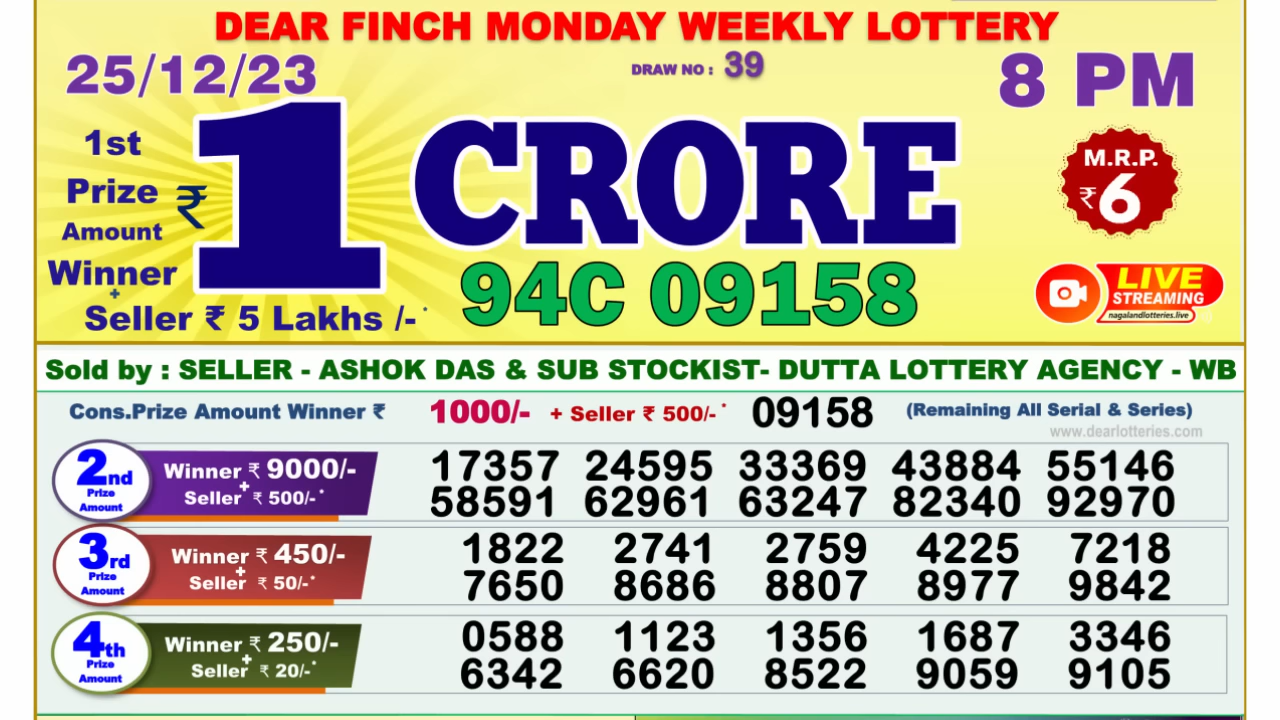 DEAR FINCH MONDAY WEEKLY LOTTERY
25/12/23
DRAW NO : 39
8 PM
1st
Prize
Amount
Winner
+
Seller ₹ 5 Lakhs /-*
₹ 1 CRORE
94C 09158
M.R.P.
₹6
LIVE
STREAMING
nagalandlotteries.live
Sold by : SELLER - ASHOK DAS & SUB STOCKIST- DUTTA LOTTERY AGENCY - WB
Cons.Prize Amount Winner ₹ 1000/- + Seller ₹ 500/-* 09158 (Remaining All Serial & Series)
www.dearlotteries.com
2nd
Prize
Amount
Winner ₹ 9000/-
+
Seller ₹ 500/-*
17357 24595 33369 43884 55146
58591 62961 63247 82340 92970
3rd
Prize
Amount
Winner ₹ 450/-
+
Seller ₹ 50/-*
1822 2741 2759 4225 7218
7650 8686 8807 8977 9842
4th
Prize
Amount
Winner ₹ 250/-
+
Seller ₹ 20/-*
0588 1123 1356 1687 3346
6342 6620 8522 9059 9105